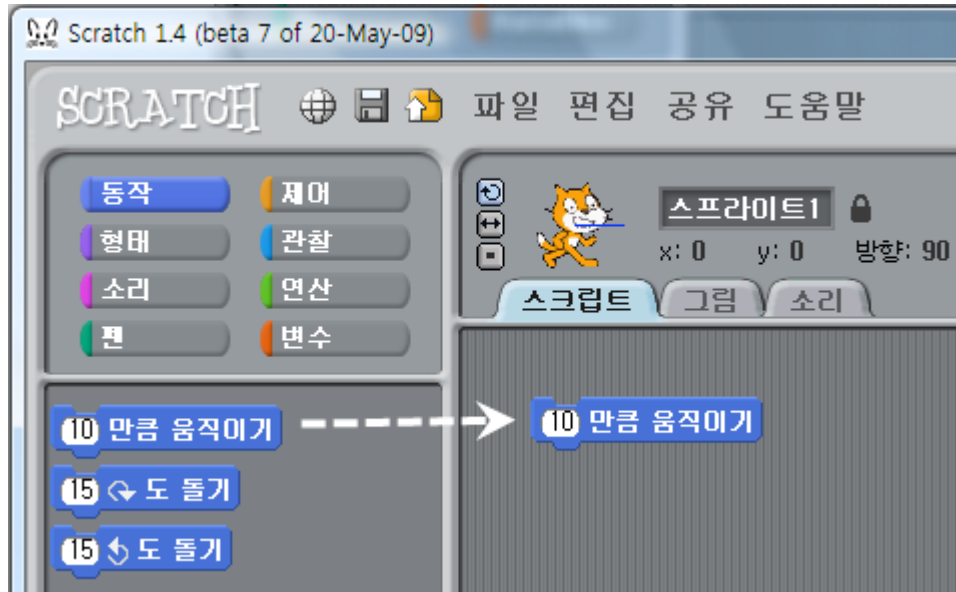 Scratch 1.4 (beta 7 of 20-May-09)
SCRATCH 파일 편집 공유 도움말
동작 제어
형태 관찰
소리 연산
펜 변수
스프라이트1
x: 0 y: 0 방향: 90
스크립트 그림 소리
10 만큼 움직이기
15 도 돌기
15 도 돌기
10 만큼 움직이기